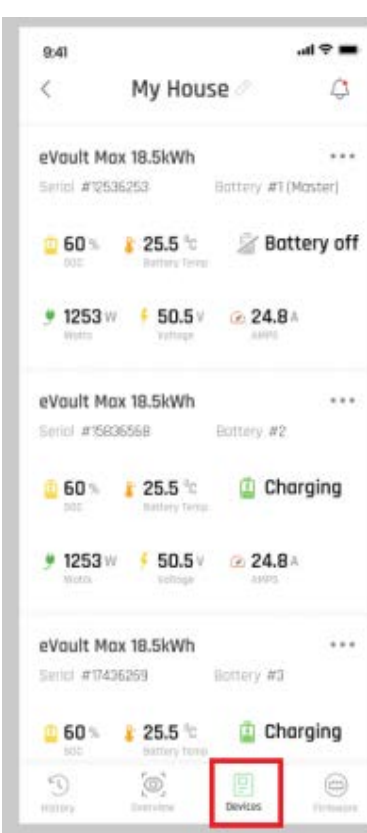 9:41
My House
eVault Max 18.5kWh
Serial #12536253 Battery #1 (Master)
60 % 25.5 °C Battery off
SOC Battery Temp
1253 W 50.5 V 24.8 A
Watts Voltage AMPS
eVault Max 18.5kWh
Serial #15836568 Battery #2
60 % 25.5 °C Charging
SOC Battery Temp
1253 W 50.5 V 24.8 A
Watts Voltage AMPS
eVault Max 18.5kWh
Serial #17436269 Battery #3
60 % 25.5 °C Charging
SOC Battery Temp
History Overview Devices Firmware